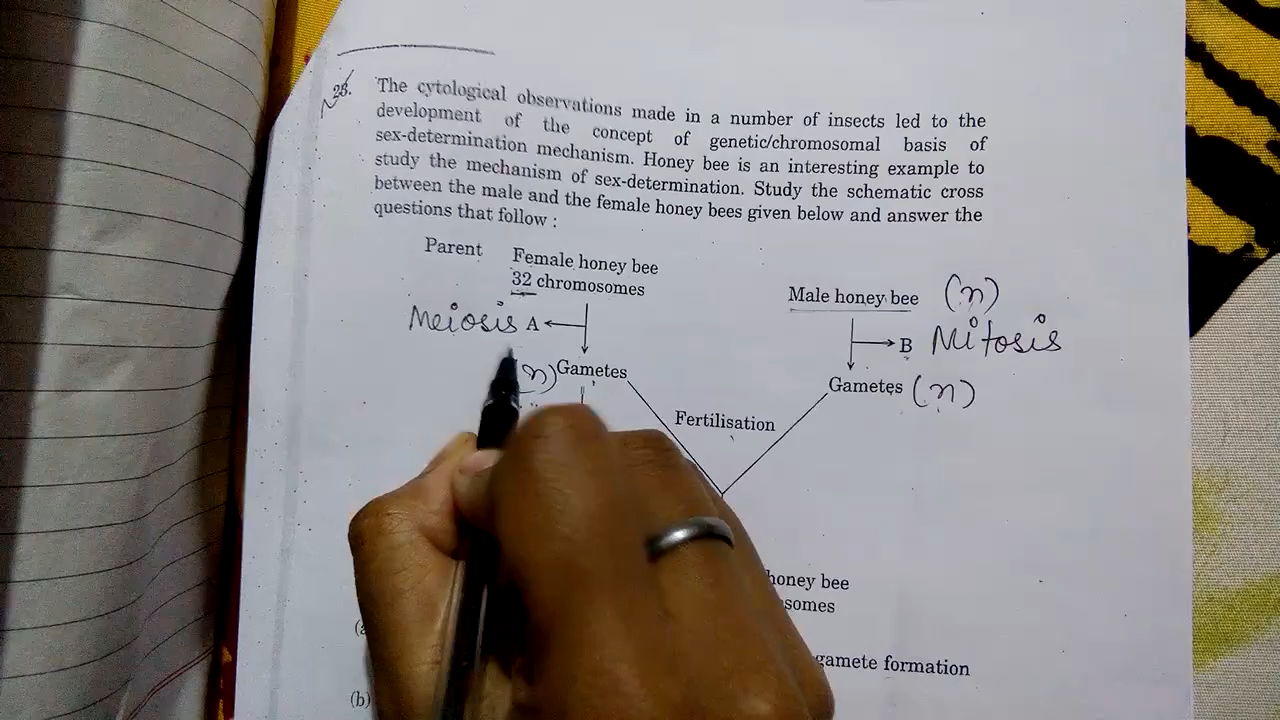 28. The cytological observations made in a number of insects led to the
development the concept of genetic/chromosomal basis of
sex-determination mechanism. Honey bee is an interesting example to
study the mechanism of sex-determination. Study the schematic cross
between the male and the female honey bees given below and answer the
questions that follow :
Parent Female honey bee
32 chromosomes
Male honey bee (n)
Meiosis A
B Mitosis
(n) Gametes
Gametes (n)
Fertilisation
honey bee
somes
(a
gamete formation
(b)